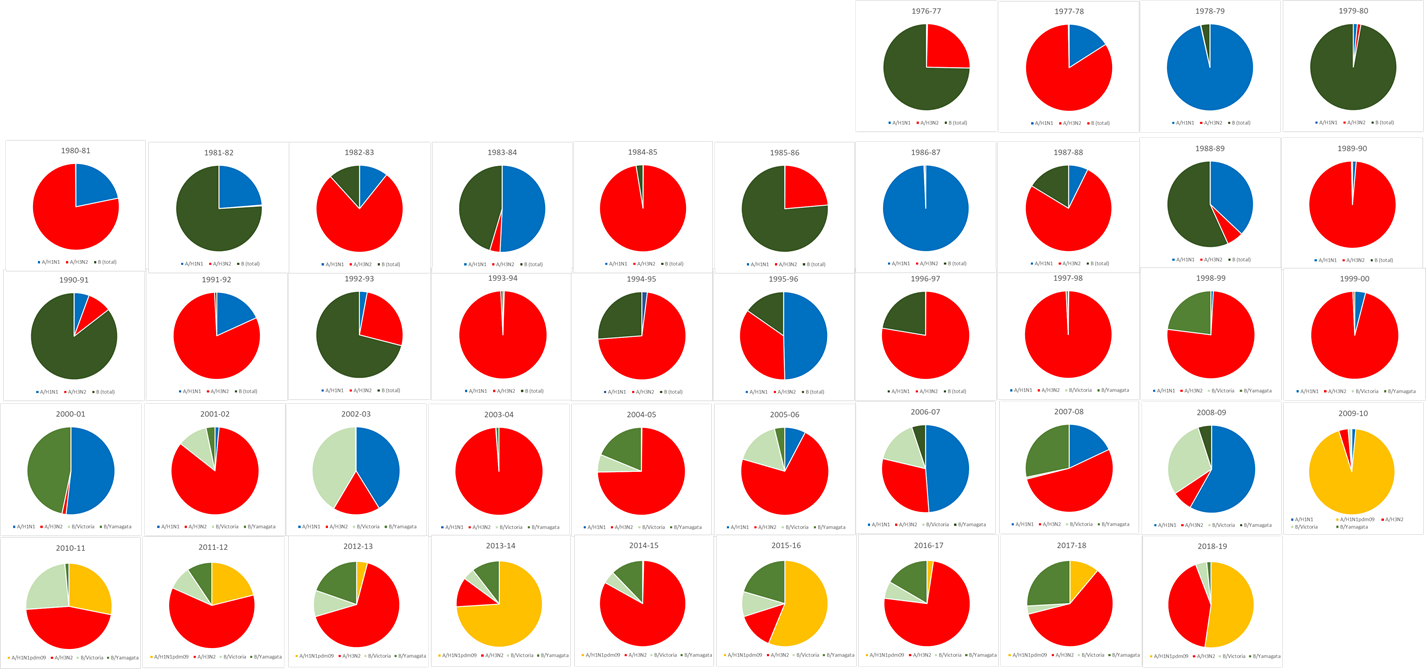 1976-77
A/H1N1 A/H3N2 B (total)
1977-78
A/H1N1 A/H3N2 B (total)
1978-79
A/H1N1 A/H3N2 B (total)
1979-80
A/H1N1 A/H3N2 B (total)
1980-81
A/H1N1 A/H3N2 B (total)
1981-82
A/H1N1 A/H3N2 B (total)
1982-83
A/H1N1 A/H3N2 B (total)
1983-84
A/H1N1 A/H3N2 B (total)
1984-85
A/H1N1 A/H3N2 B (total)
1985-86
A/H1N1 A/H3N2 B (total)
1986-87
A/H1N1 A/H3N2 B (total)
1987-88
A/H1N1 A/H3N2 B (total)
1988-89
A/H1N1 A/H3N2 B (total)
1989-90
A/H1N1 A/H3N2 B (total)
1990-91
A/H1N1 A/H3N2 B (total)
1991-92
A/H1N1 A/H3N2 B (total)
1992-93
A/H1N1 A/H3N2 B (total)
1993-94
A/H1N1 A/H3N2 B (total)
1994-95
A/H1N1 A/H3N2 B (total)
1995-96
A/H1N1 A/H3N2 B (total)
1996-97
A/H1N1 A/H3N2 B (total)
1997-98
A/H1N1 A/H3N2 B/Victoria B/Yamagata
1998-99
A/H1N1 A/H3N2 B/Victoria B/Yamagata
1999-00
A/H1N1 A/H3N2 B/Victoria B/Yamagata
2000-01
A/H1N1 A/H3N2 B/Victoria B/Yamagata
2001-02
A/H1N1 A/H3N2 B/Victoria B/Yamagata
2002-03
A/H1N1 A/H3N2 B/Victoria B/Yamagata
2003-04
A/H1N1 A/H3N2 B/Victoria B/Yamagata
2004-05
A/H1N1 A/H3N2 B/Victoria B/Yamagata
2005-06
A/H1N1 A/H3N2 B/Victoria B/Yamagata
2006-07
A/H1N1 A/H3N2 B/Victoria B/Yamagata
2007-08
A/H1N1 A/H3N2 B/Victoria B/Yamagata
2008-09
A/H1N1 A/H3N2 B/Victoria B/Yamagata
2009-10
A/H1N1 A/H1N1pdm09 A/H3N2
B/Victoria B/Yamagata
2010-11
A/H1N1pdm09 A/H3N2 B/Victoria B/Yamagata
2011-12
A/H1N1pdm09 A/H3N2 B/Victoria B/Yamagata
2012-13
A/H1N1pdm09 A/H3N2 B/Victoria B/Yamagata
2013-14
A/H1N1pdm09 A/H3N2 B/Victoria B/Yamagata
2014-15
A/H1N1pdm09 A/H3N2 B/Victoria B/Yamagata
2015-16
A/H1N1pdm09 A/H3N2 B/Victoria B/Yamagata
2016-17
A/H1N1pdm09 A/H3N2 B/Victoria B/Yamagata
2017-18
A/H1N1pdm09 A/H3N2 B/Victoria B/Yamagata
2018-19
A/H1N1pdm09 A/H3N2 B/Victoria B/Yamagata